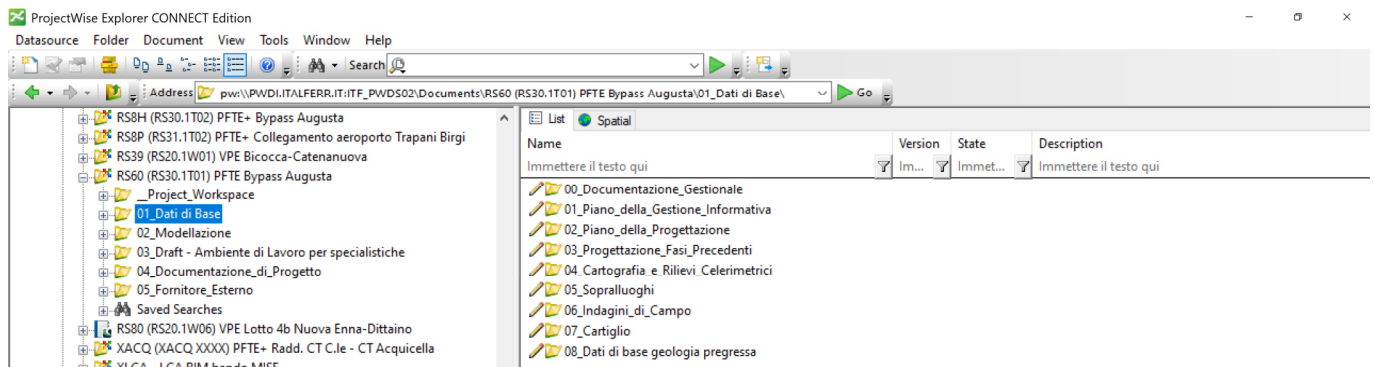 ProjectWise Explorer CONNECT Edition
Datasource Folder Document View Tools Window Help
Search
Address pw:\\PWDI.ITALFERR.IT:ITF_PWDS02\Documents\RS60 (RS30.1T01) PFTE Bypass Augusta\01_Dati di Base\ Go
RS8H (RS30.1T02) PFTE+ Bypass Augusta
RS8P (RS31.1T02) PFTE+ Collegamento aeroporto Trapani Birgi
RS39 (RS20.1W01) VPE Bicocca-Catenanuova
RS60 (RS30.1T01) PFTE Bypass Augusta
__Project_Workspace
01_Dati di Base
02_Modellazione
03_Draft - Ambiente di Lavoro per specialistiche
04_Documentazione_di_Progetto
05_Fornitore_Esterno
Saved Searches
RS80 (RS20.1W06) VPE Lotto 4b Nuova Enna-Dittaino
XACQ (XACQ XXXX) PFTE+ Radd. CT C.le - CT Acquicella
List Spatial
Name Version State Description
Immettere il testo qui Im... Immet... Immettere il testo qui
00_Documentazione_Gestionale
01_Piano_della_Gestione_Informativa
02_Piano_della_Progettazione
03_Progettazione_Fasi_Precedenti
04_Cartografia_e_Rilievi_Celerimetrici
05_Sopralluoghi
06_Indagini_di_Campo
07_Cartiglio
08_Dati di base geologia pregressa